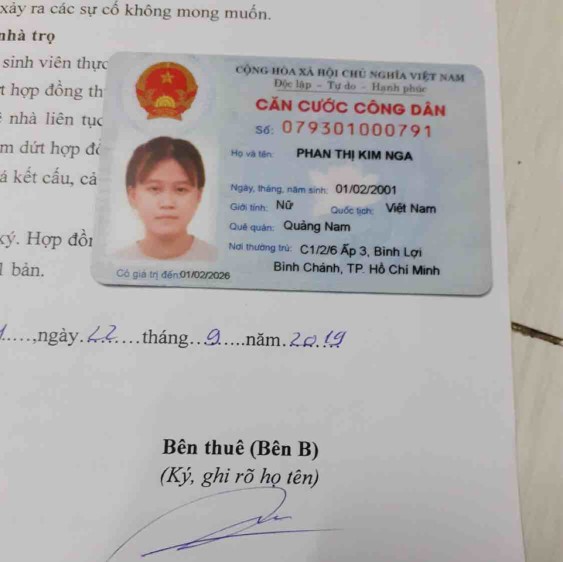 xảy ra các sự cố không mong muốn.
nhà trọ
sinh viên thực
t hợp đồng th
nhà liên tục
m dứt hợp đồ
á kết cấu, cả
ký. Hợp đồn
1 bản.
CỘNG HÒA XÃ HỘI CHỦ NGHĨA VIỆT NAM
Độc lập - Tự do - Hạnh phúc
CĂN CƯỚC CÔNG DÂN
Số: 079301000791
Họ và tên: PHAN THỊ KIM NGA
Ngày, tháng, năm sinh: 01/02/2001
Giới tính: Nữ Quốc tịch: Việt Nam
Quê quán: Quảng Nam
Nơi thường trú: C1/2/6 Ấp 3, Bình Lợi
Bình Chánh, TP. Hồ Chí Minh
Có giá trị đến: 01/02/2026
.....,ngày.22....tháng..9....năm.2019
Bên thuê (Bên B)
(Ký, ghi rõ họ tên)